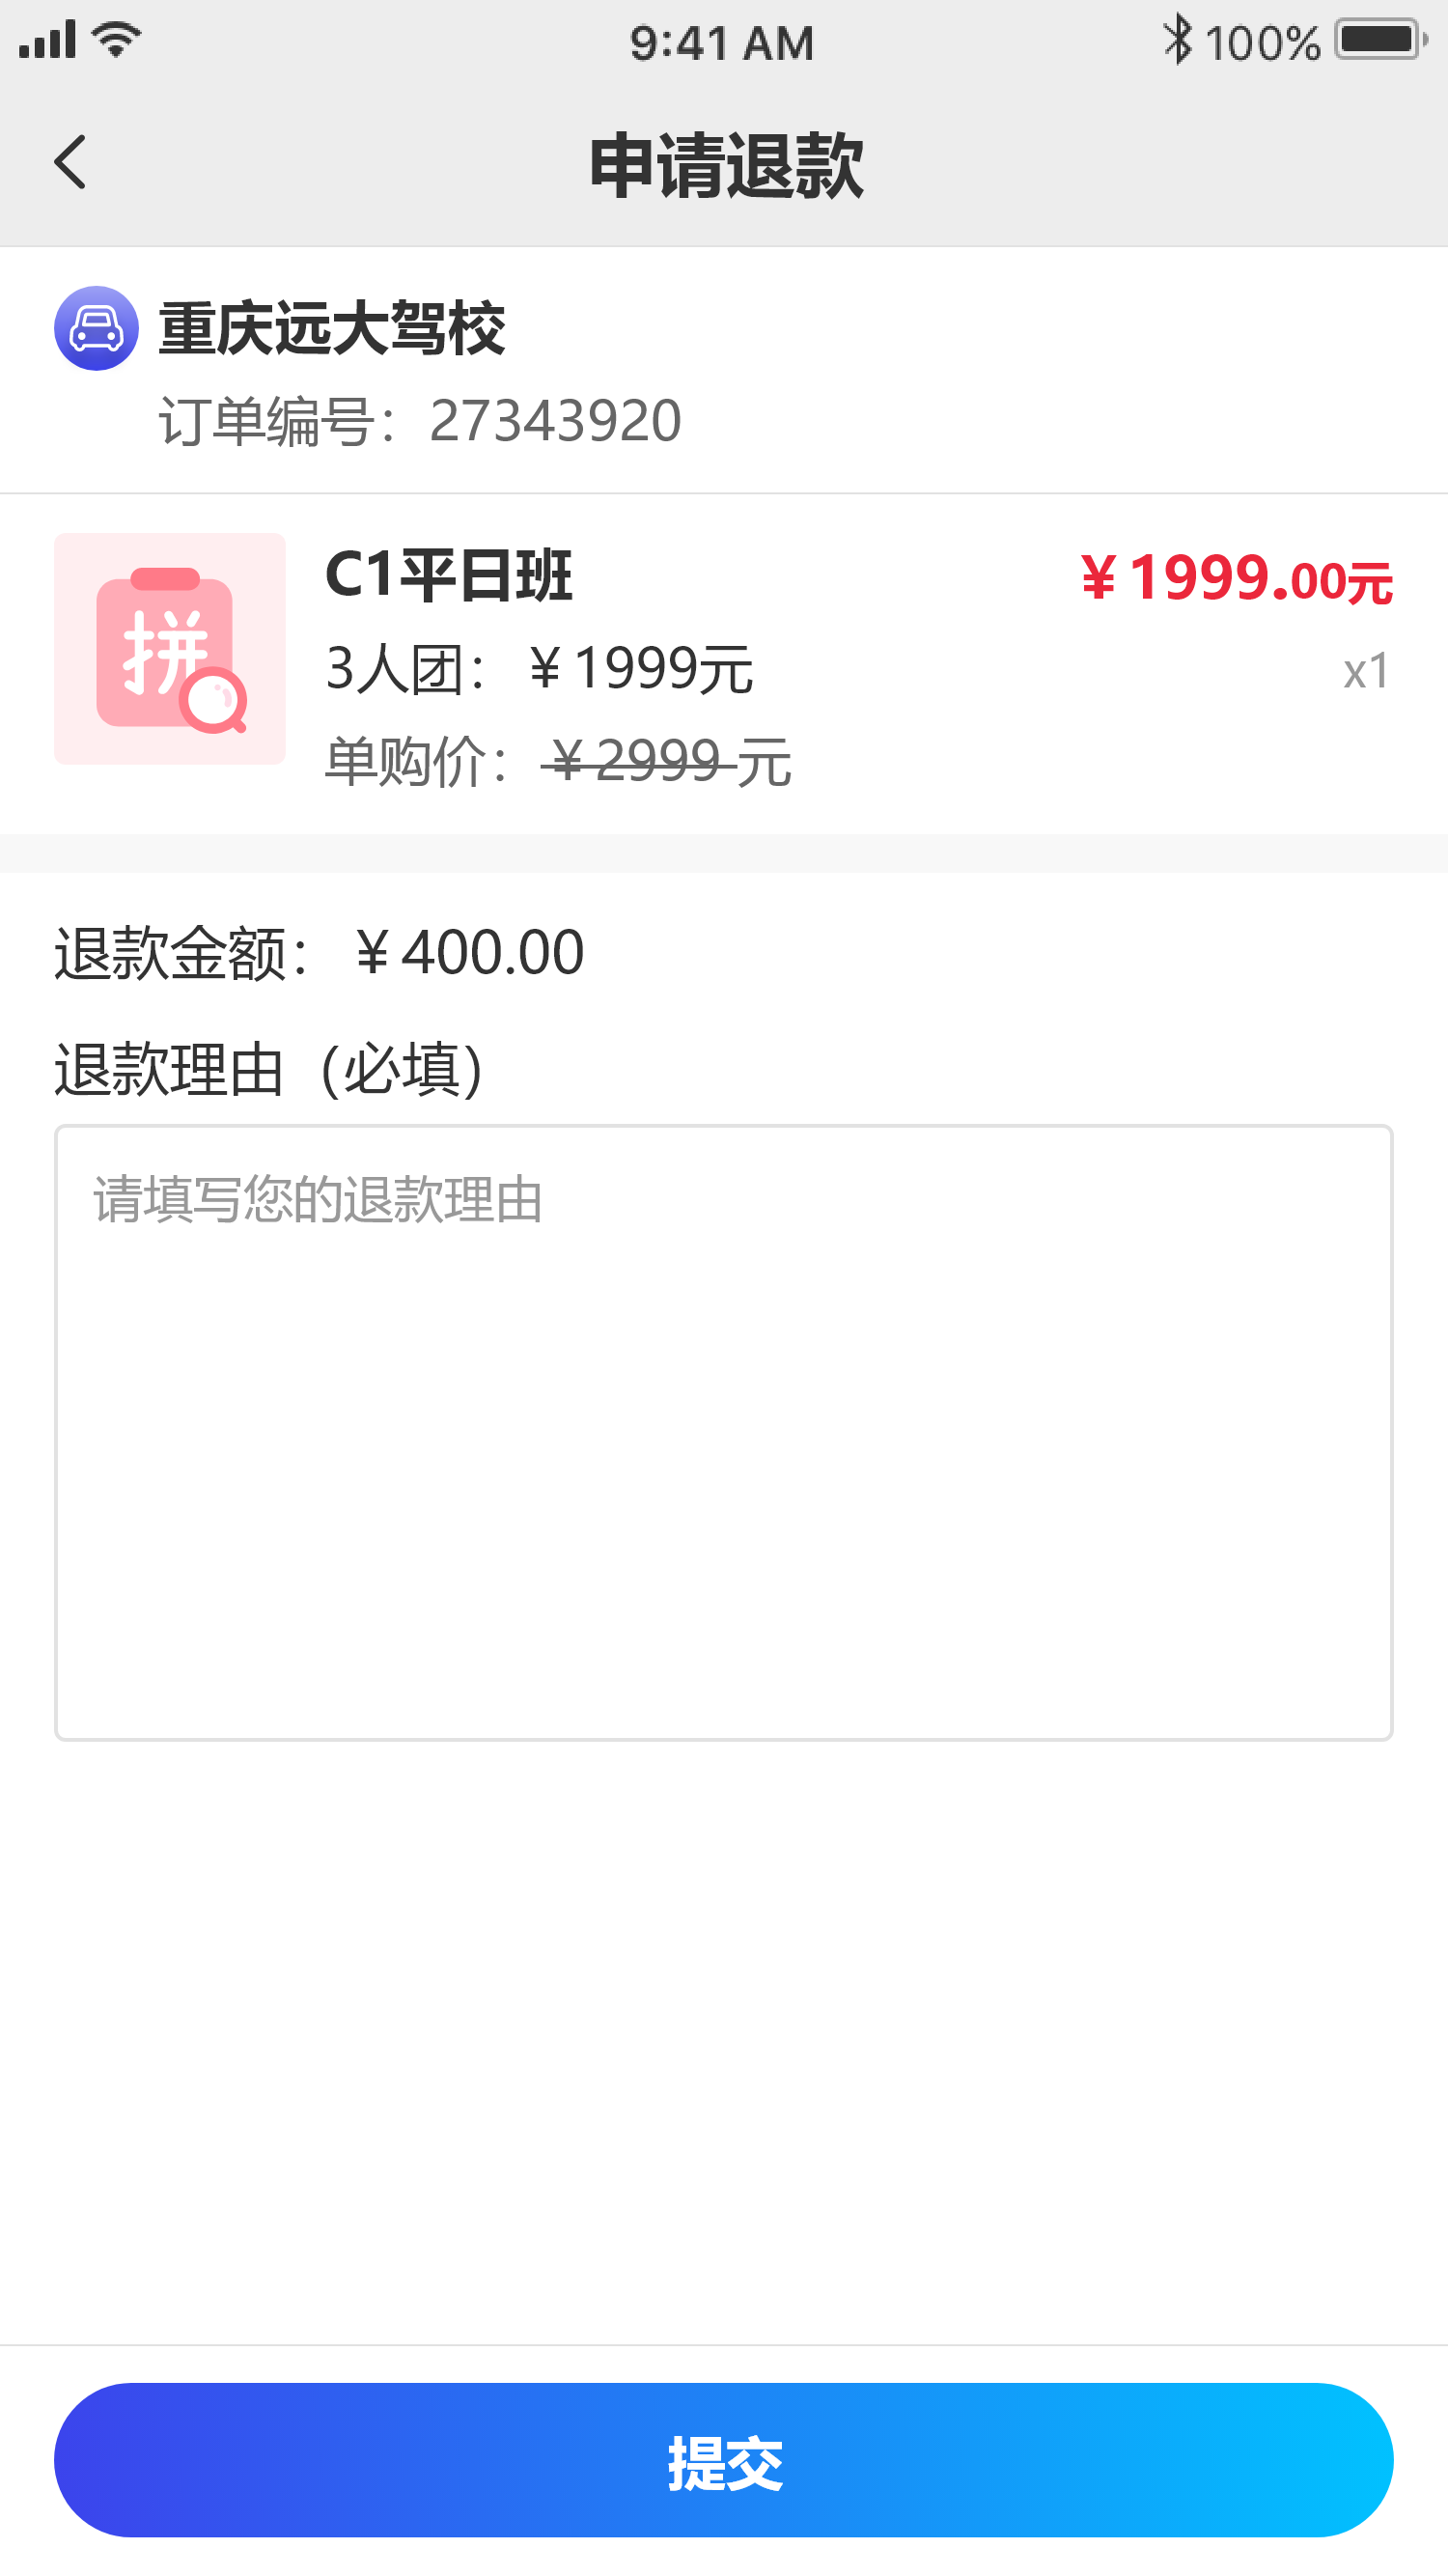 9:41 AM
100%
申请退款
重庆远大驾校
订单编号：27343920
C1平日班
¥1999.00元
拼
3人团：¥1999元
x1
单购价：¥2999 元
退款金额：¥400.00
退款理由（必填）
请填写您的退款理由
提交